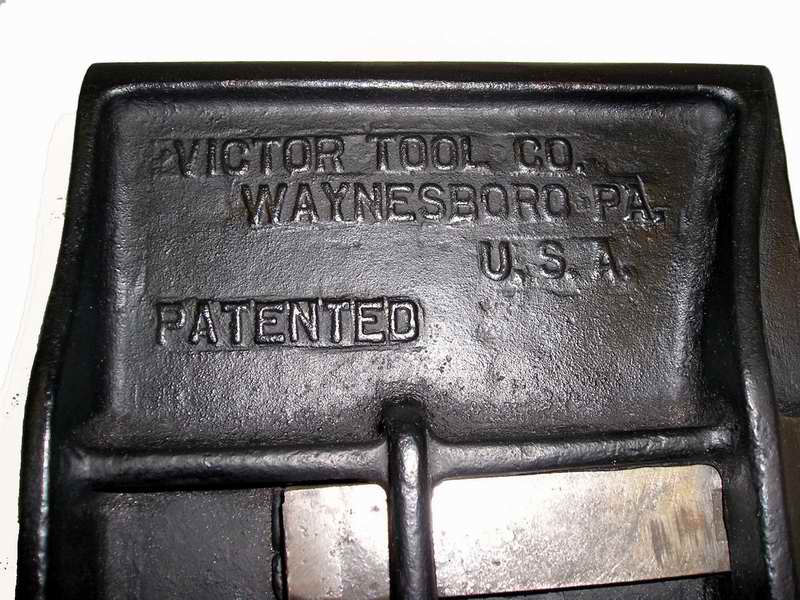 VICTOR TOOL CO.
WAYNESBORO PA.
U. S. A.
PATENTED